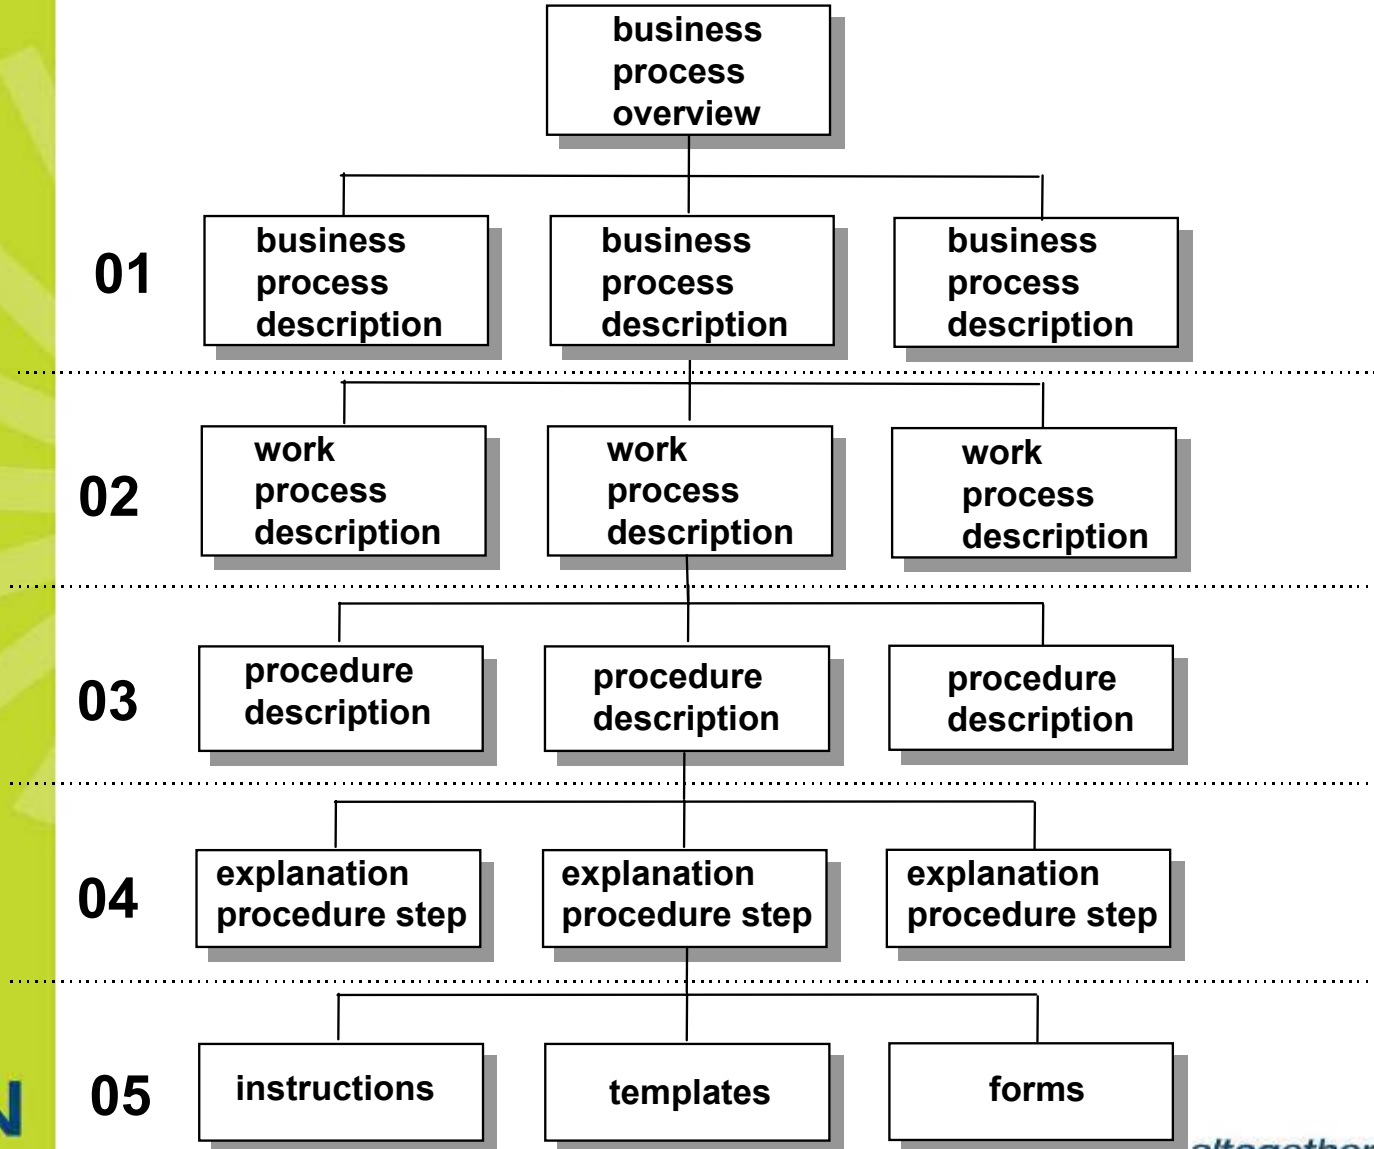 business
process
overview
01
business
process
description
business
process
description
business
process
description
02
work
process
description
work
process
description
work
process
description
03
procedure
description
procedure
description
procedure
description
04
explanation
procedure step
explanation
procedure step
explanation
procedure step
05
instructions
templates
forms
N
altogether